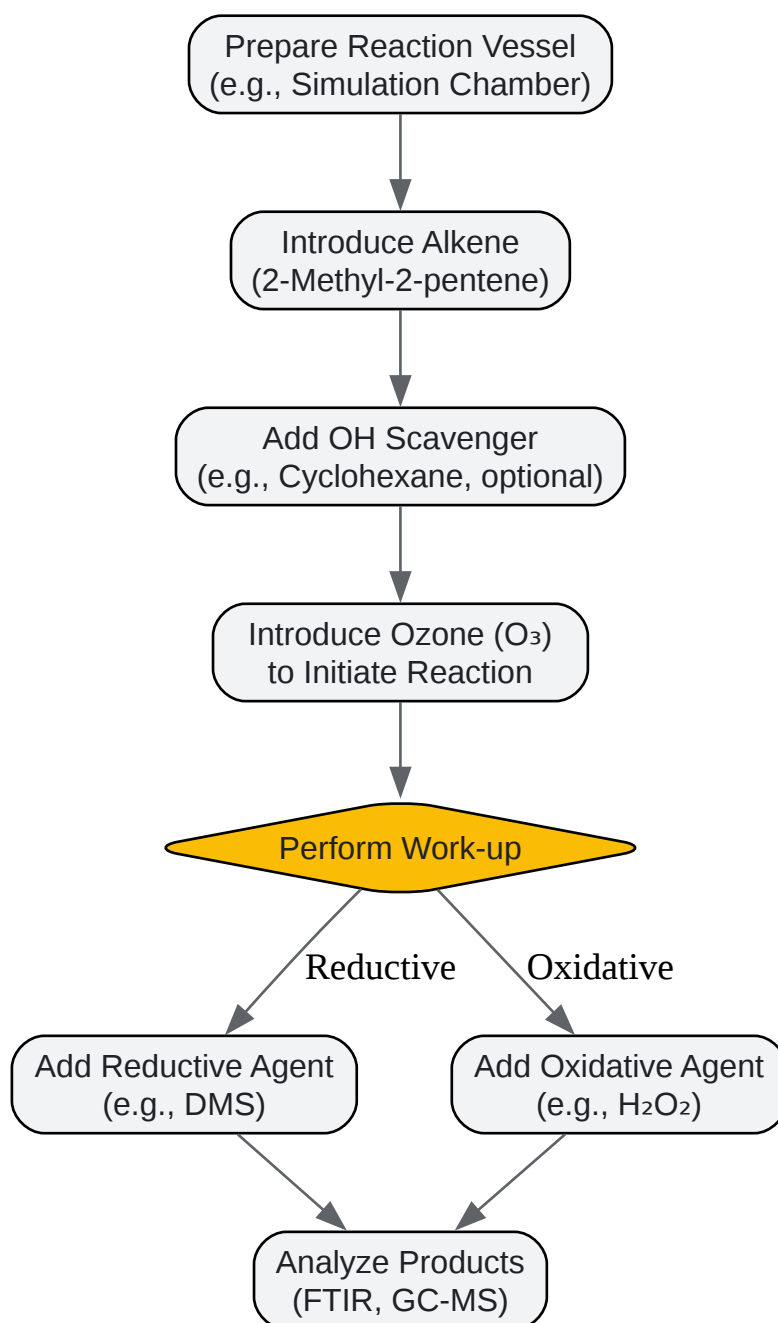 Prepare Reaction Vessel
(e.g., Simulation Chamber)
Introduce Alkene
(2-Methyl-2-pentene)
Add OH Scavenger
(e.g., Cyclohexane, optional)
Introduce Ozone (O₃)
to Initiate Reaction
Perform Work-up
Reductive
Oxidative
Add Reductive Agent
(e.g., DMS)
Add Oxidative Agent
(e.g., H₂O₂)
Analyze Products
(FTIR, GC-MS)